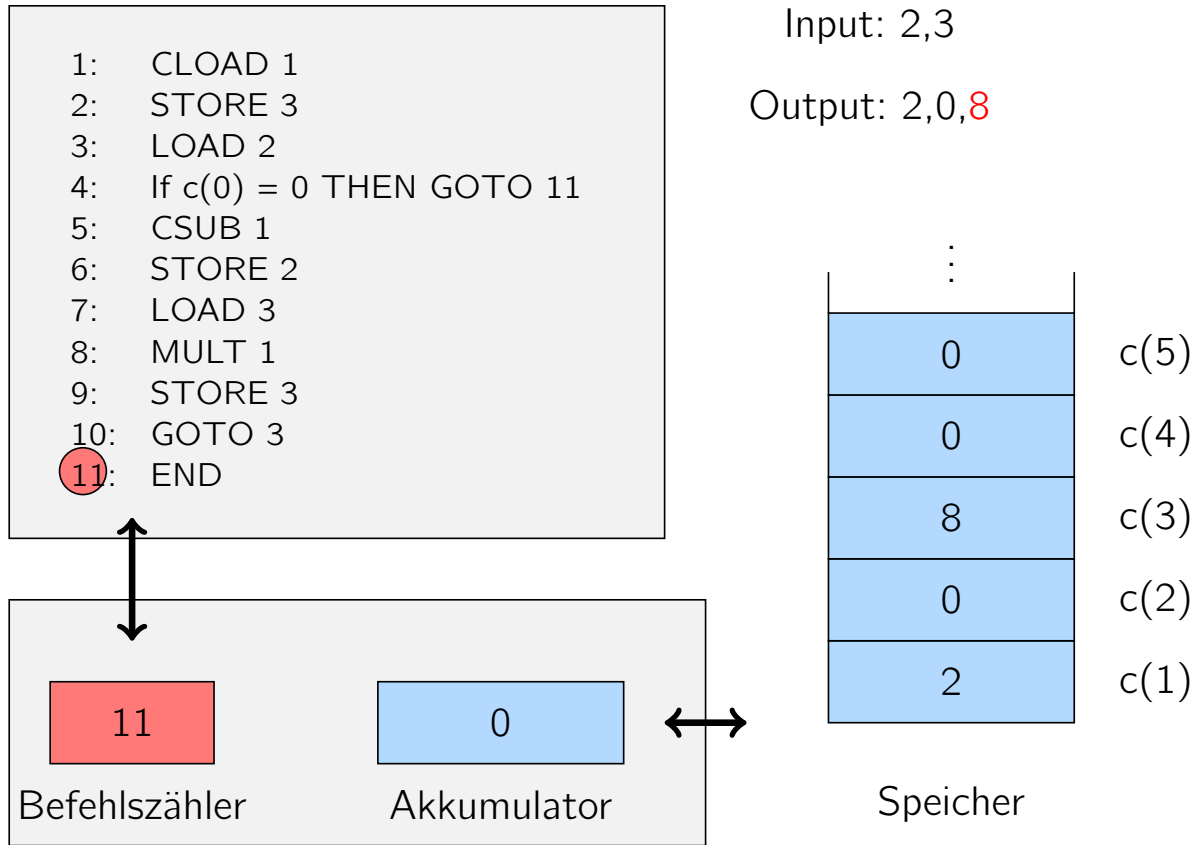 1: CLOAD 1
2: STORE 3
3: LOAD 2
4: If c(0) = 0 THEN GOTO 11
5: CSUB 1
6: STORE 2
7: LOAD 3
8: MULT 1
9: STORE 3
10: GOTO 3
11: END
Input: 2,3
Output: 2,0,8
⋮
0 c(5)
0 c(4)
8 c(3)
0 c(2)
2 c(1)
Speicher
11
Befehlszähler
0
Akkumulator